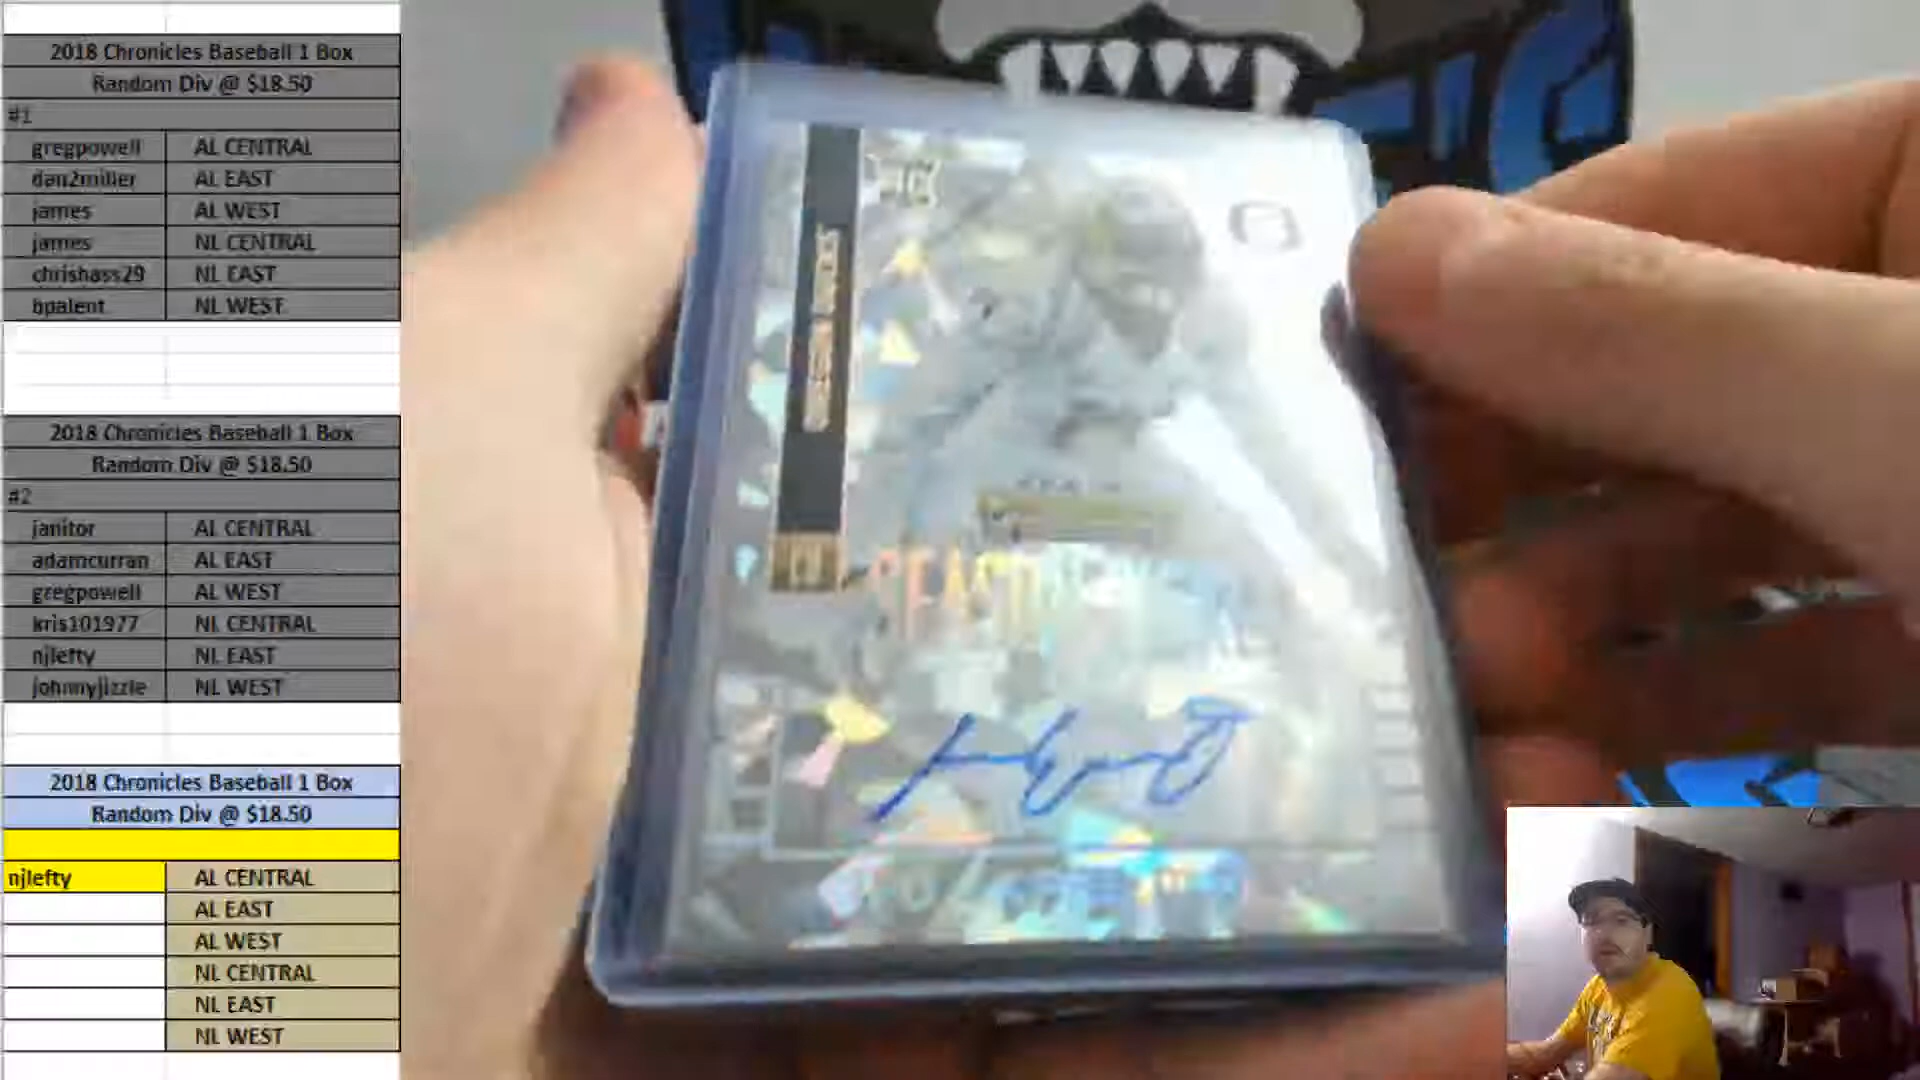 2018 Chronicles Baseball 1 Box
Random Div @ $18.50
#1
gregpowell AL CENTRAL
dan2miller AL EAST
james AL WEST
james NL CENTRAL
chrishass29 NL EAST
bpalent NL WEST
2018 Chronicles Baseball 1 Box
Random Div @ $18.50
#2
janitor AL CENTRAL
adamcurran AL EAST
gregpowell AL WEST
kris101977 NL CENTRAL
njlefty NL EAST
johnnyjizzle NL WEST
2018 Chronicles Baseball 1 Box
Random Div @ $18.50
njlefty AL CENTRAL
AL EAST
AL WEST
NL CENTRAL
NL EAST
NL WEST